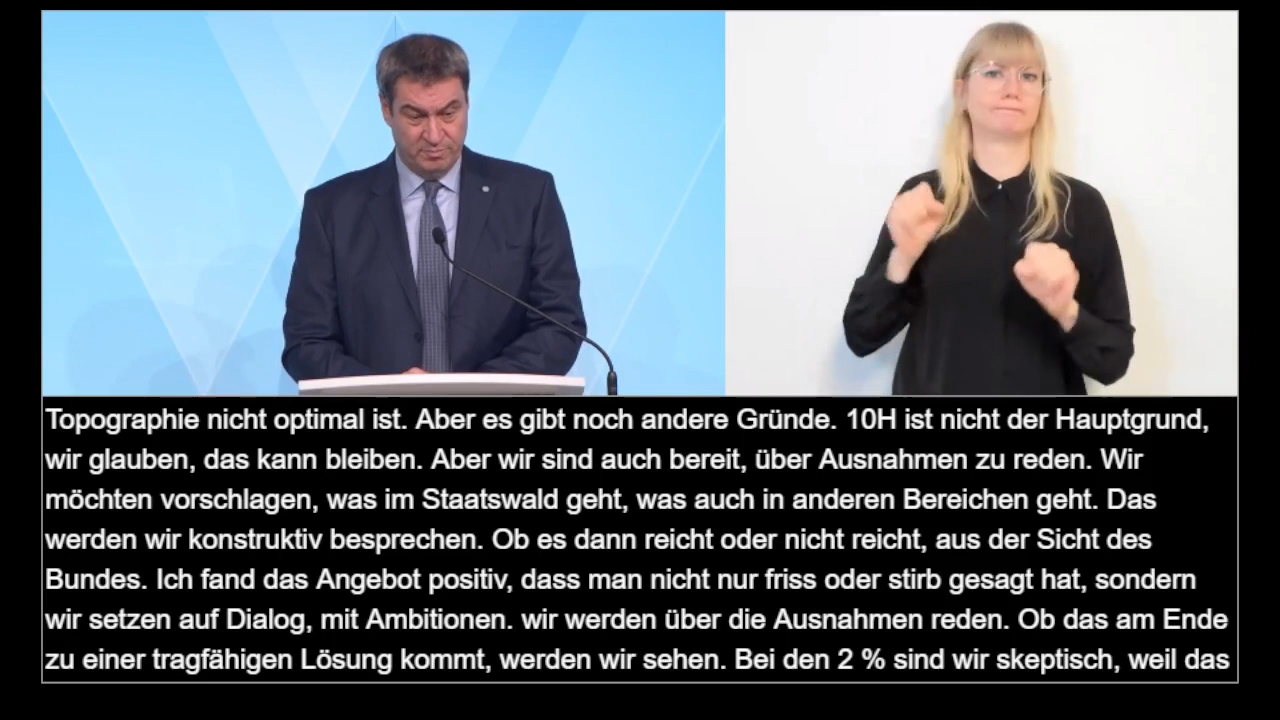 Topographie nicht optimal ist. Aber es gibt noch andere Gründe. 10H ist nicht der Hauptgrund,
wir glauben, das kann bleiben. Aber wir sind auch bereit, über Ausnahmen zu reden. Wir
möchten vorschlagen, was im Staatswald geht, was auch in anderen Bereichen geht. Das
werden wir konstruktiv besprechen. Ob es dann reicht oder nicht reicht, aus der Sicht des
Bundes. Ich fand das Angebot positiv, dass man nicht nur friss oder stirb gesagt hat, sondern
wir setzen auf Dialog, mit Ambitionen. wir werden über die Ausnahmen reden. Ob das am Ende
zu einer tragfähigen Lösung kommt, werden wir sehen. Bei den 2 % sind wir skeptisch, weil das